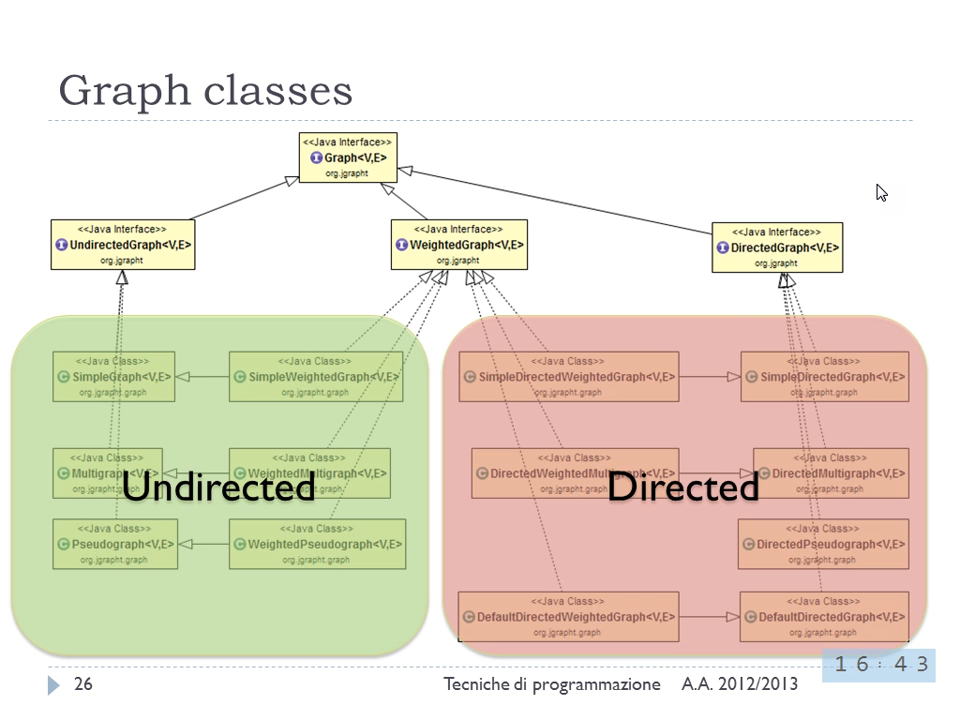 Graph classes
<<Java Interface>>
I Graph<V,E>
org.jgrapht
<<Java Interface>>
I UndirectedGraph<V,E>
org.jgrapht
<<Java Interface>>
I WeightedGraph<V,E>
org.jgrapht
<<Java Interface>>
I DirectedGraph<V,E>
org.jgrapht
<<Java Class>>
C SimpleGraph<V,E>
org.jgrapht.graph
<<Java Class>>
C SimpleWeightedGraph<V,E>
org.jgrapht.graph
<<Java Class>>
C SimpleDirectedWeightedGraph<V,E>
org.jgrapht.graph
<<Java Class>>
C SimpleDirectedGraph<V,E>
org.jgrapht.graph
<<Java Class>>
C Multigraph<V,E>
org.jgrapht.graph
<<Java Class>>
C WeightedMultigraph<V,E>
org.jgrapht.graph
<<Java Class>>
C DirectedWeightedMultigraph<V,E>
org.jgrapht.graph
<<Java Class>>
C DirectedMultigraph<V,E>
org.jgrapht.graph
Undirected
Directed
<<Java Class>>
C Pseudograph<V,E>
org.jgrapht.graph
<<Java Class>>
C WeightedPseudograph<V,E>
org.jgrapht.graph
<<Java Class>>
C DirectedPseudograph<V,E>
org.jgrapht.graph
<<Java Class>>
C DefaultDirectedWeightedGraph<V,E>
org.jgrapht.graph
<<Java Class>>
C DefaultDirectedGraph<V,E>
org.jgrapht.graph
16:43
26
Tecniche di programmazione A.A. 2012/2013